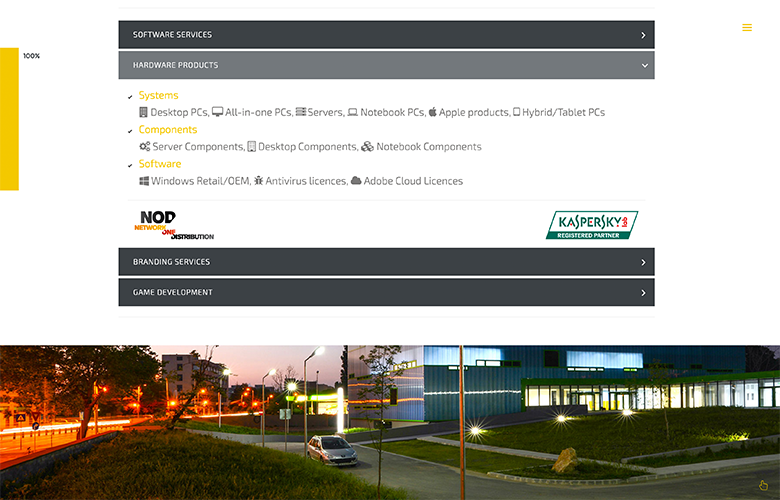 SOFTWARE SERVICES
100%
HARDWARE PRODUCTS
Systems
Desktop PCs, All-in-one PCs, Servers, Notebook PCs, Apple products, Hybrid/Tablet PCs
Components
Server Components, Desktop Components, Notebook Components
Software
Windows Retail/OEM, Antivirus licences, Adobe Cloud Licences
NOD
NETWORK
ONE
DISTRIBUTION
KASPERSKY lab
REGISTERED PARTNER
BRANDING SERVICES
GAME DEVELOPMENT